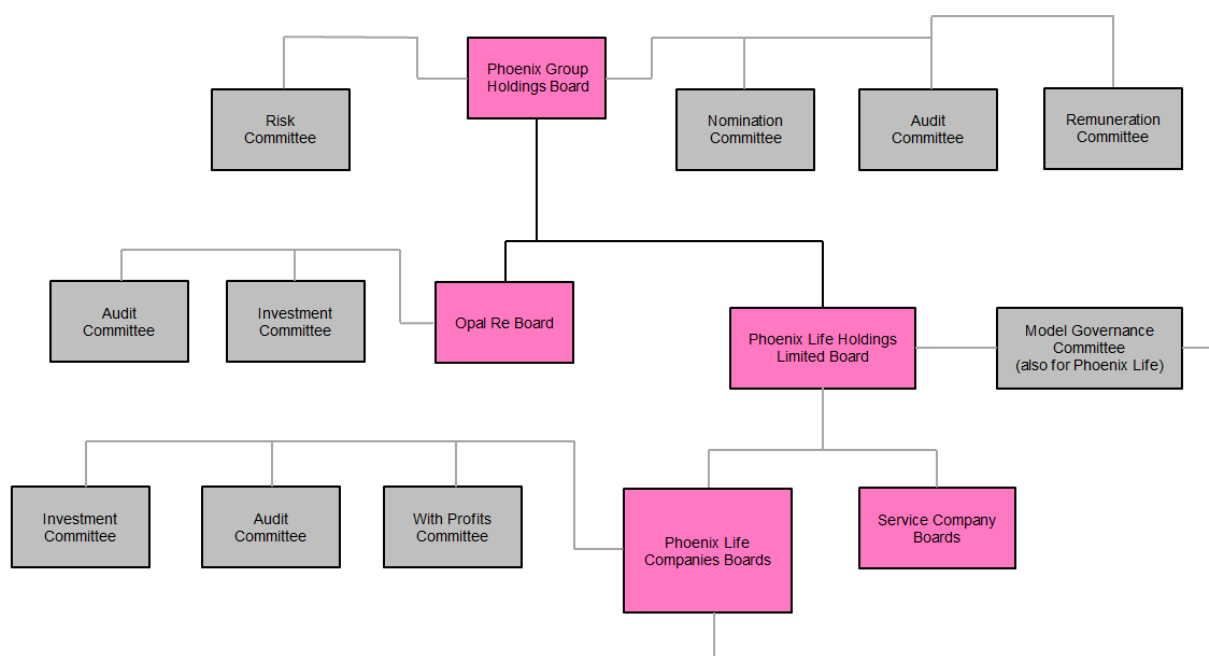 Phoenix Group
Holdings Board
Risk
Committee
Nomination
Committee
Audit
Committee
Remuneration
Committee
Audit
Committee
Investment
Committee
Opal Re Board
Phoenix Life Holdings
Limited Board
Model Governance
Committee
(also for Phoenix Life)
Investment
Committee
Audit
Committee
With Profits
Committee
Phoenix Life
Companies Boards
Service Company
Boards